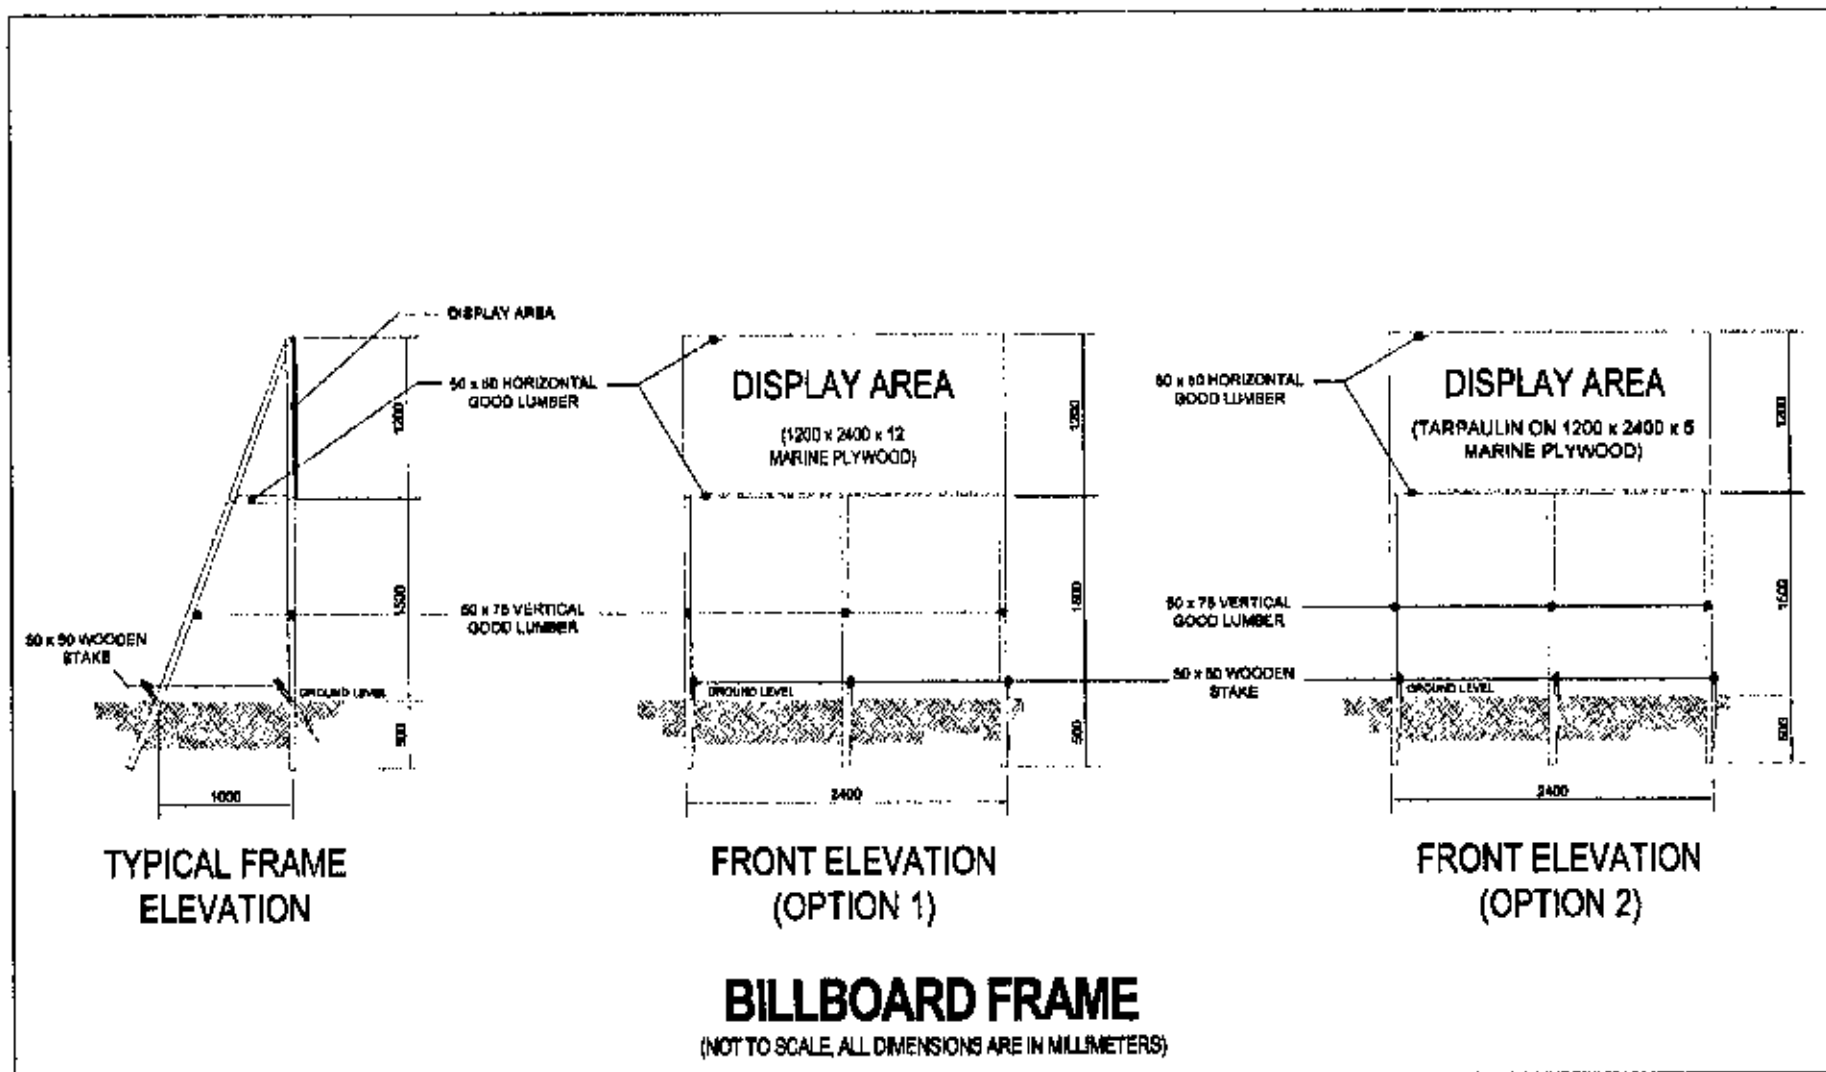 DISPLAY AREA
50 x 50 HORIZONTAL
GOOD LUMBER
1200
1500
50 x 75 VERTICAL
GOOD LUMBER
50 x 50 WOODEN
STAKE
GROUND LEVEL
500
1000
TYPICAL FRAME
ELEVATION
DISPLAY AREA
(1200 x 2400 x 12
MARINE PLYWOOD)
1200
1500
GROUND LEVEL
500
2400
FRONT ELEVATION
(OPTION 1)
50 x 50 HORIZONTAL
GOOD LUMBER
DISPLAY AREA
(TARPAULIN ON 1200 x 2400 x 5
MARINE PLYWOOD)
1200
50 x 75 VERTICAL
GOOD LUMBER
1500
50 x 50 WOODEN
STAKE
GROUND LEVEL
500
2400
FRONT ELEVATION
(OPTION 2)
BILLBOARD FRAME
(NOT TO SCALE, ALL DIMENSIONS ARE IN MILLIMETERS)